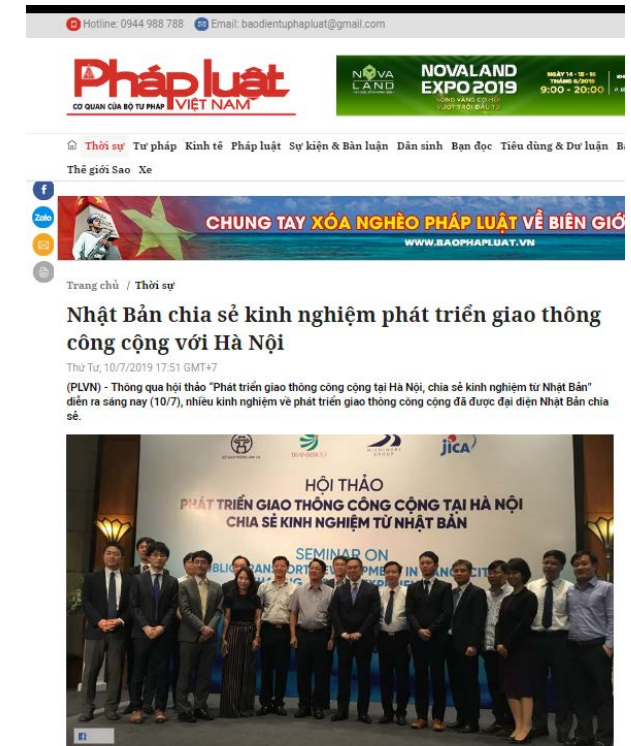 Hotline: 0944 988 788 Email: baodientuphapluat@gmail.com
Pháp luật
CƠ QUAN CỦA BỘ TƯ PHÁP VIỆT NAM
NOVA LAND
NOVALAND EXPO 2019
9:00 - 20:00
Thời sự Tư pháp Kinh tế Pháp luật Sự kiện & Bàn luận Dân sinh Bạn đọc Tiêu dùng & Dư luận
Thế giới Sao Xe
f
Zalo
CHUNG TAY XÓA NGHÈO PHÁP LUẬT VỀ BIÊN GIỚ
WWW.BAOPHAPLUAT.VN
Trang chủ / Thời sự
Nhật Bản chia sẻ kinh nghiệm phát triển giao thông
công cộng với Hà Nội
Thứ Tư, 10/7/2019 17:51 GMT+7
(PLVN) - Thông qua hội thảo "Phát triển giao thông công cộng tại Hà Nội, chia sẻ kinh nghiệm từ Nhật Bản"
diễn ra sáng nay (10/7), nhiều kinh nghiệm về phát triển giao thông công cộng đã được đại diện Nhật Bản chia
sẻ.
jica
HỘI THẢO
PHÁT TRIỂN GIAO THÔNG CÔNG CỘNG TẠI HÀ NỘI
CHIA SẺ KINH NGHIỆM TỪ NHẬT BẢN
SEMINAR ON